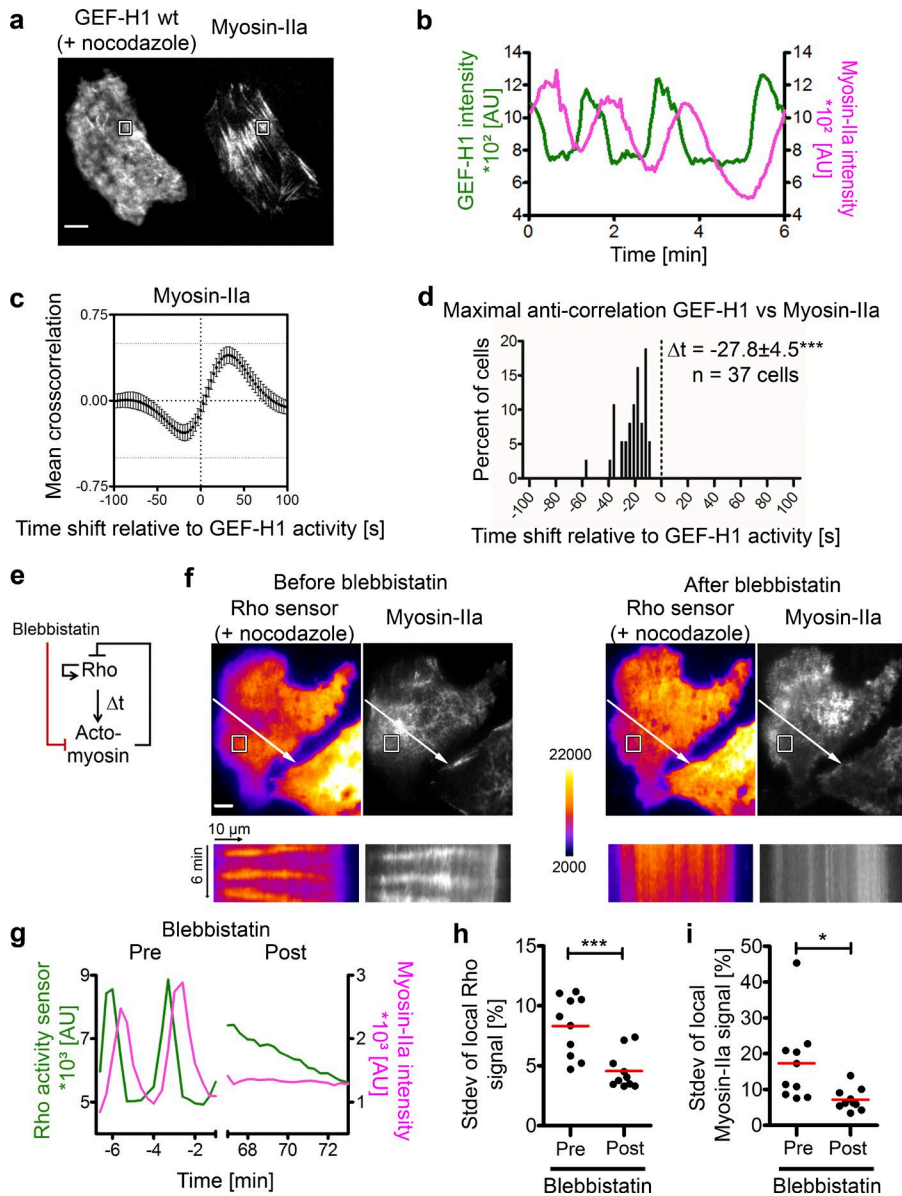 a
GEF-H1 wt
(+ nocodazole)
Myosin-IIa
b
GEF-H1 intensity
*10² [AU]
14
12
10
8
6
4
14
12
10
8
6
4
Myosin-IIa intensity
*10² [AU]
0
2
4
6
Time [min]
c
Myosin-IIa
Mean crosscorrelation
0.75
0.00
-0.75
-100
-50
0
50
100
Time shift relative to GEF-H1 activity [s]
d
Maximal anti-correlation GEF-H1 vs Myosin-IIa
Δt = -27.8±4.5***
n = 37 cells
Percent of cells
20
15
10
5
0
-100
-80
-60
-40
-20
0
20
40
60
80
100
Time shift relative to GEF-H1 activity [s]
e
Blebbistatin
Rho
Δt
Acto-
myosin
f
Before blebbistatin
Rho sensor
(+ nocodazole)
Myosin-IIa
After blebbistatin
Rho sensor
(+ nocodazole)
Myosin-IIa
22000
2000
10 µm
6 min
g
Blebbistatin
Pre
Post
Rho activity sensor
*10³ [AU]
9
7
5
3
2
1
Myosin-IIa intensity
*10³ [AU]
-6
-4
-2
68
70
72
Time [min]
h
Stdev of local Rho
signal [%]
15
10
5
0
***
Pre
Post
Blebbistatin
i
Stdev of local
Myosin-IIa signal [%]
50
40
30
20
10
0
*
Pre
Post
Blebbistatin